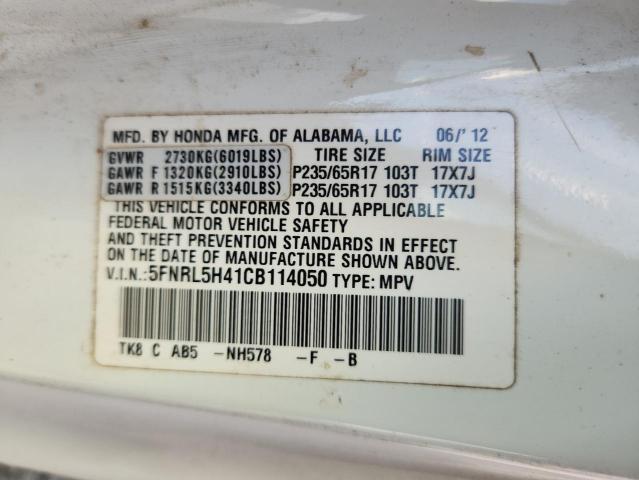 MFD. BY HONDA MFG. OF ALABAMA, LLC 06/'12
GVWR 2730KG(6019LBS) TIRE SIZE RIM SIZE
GAWR F 1320KG(2910LBS) P235/65R17 103T 17X7J
GAWR R 1515KG(3340LBS) P235/65R17 103T 17X7J
THIS VEHICLE CONFORMS TO ALL APPLICABLE
FEDERAL MOTOR VEHICLE SAFETY
AND THEFT PREVENTION STANDARDS IN EFFECT
ON THE DATE OF MANUFACTURE SHOWN ABOVE.
V.I.N.:5FNRL5H41CB114050 TYPE: MPV
TK8 C AB5 -NH578 -F -B